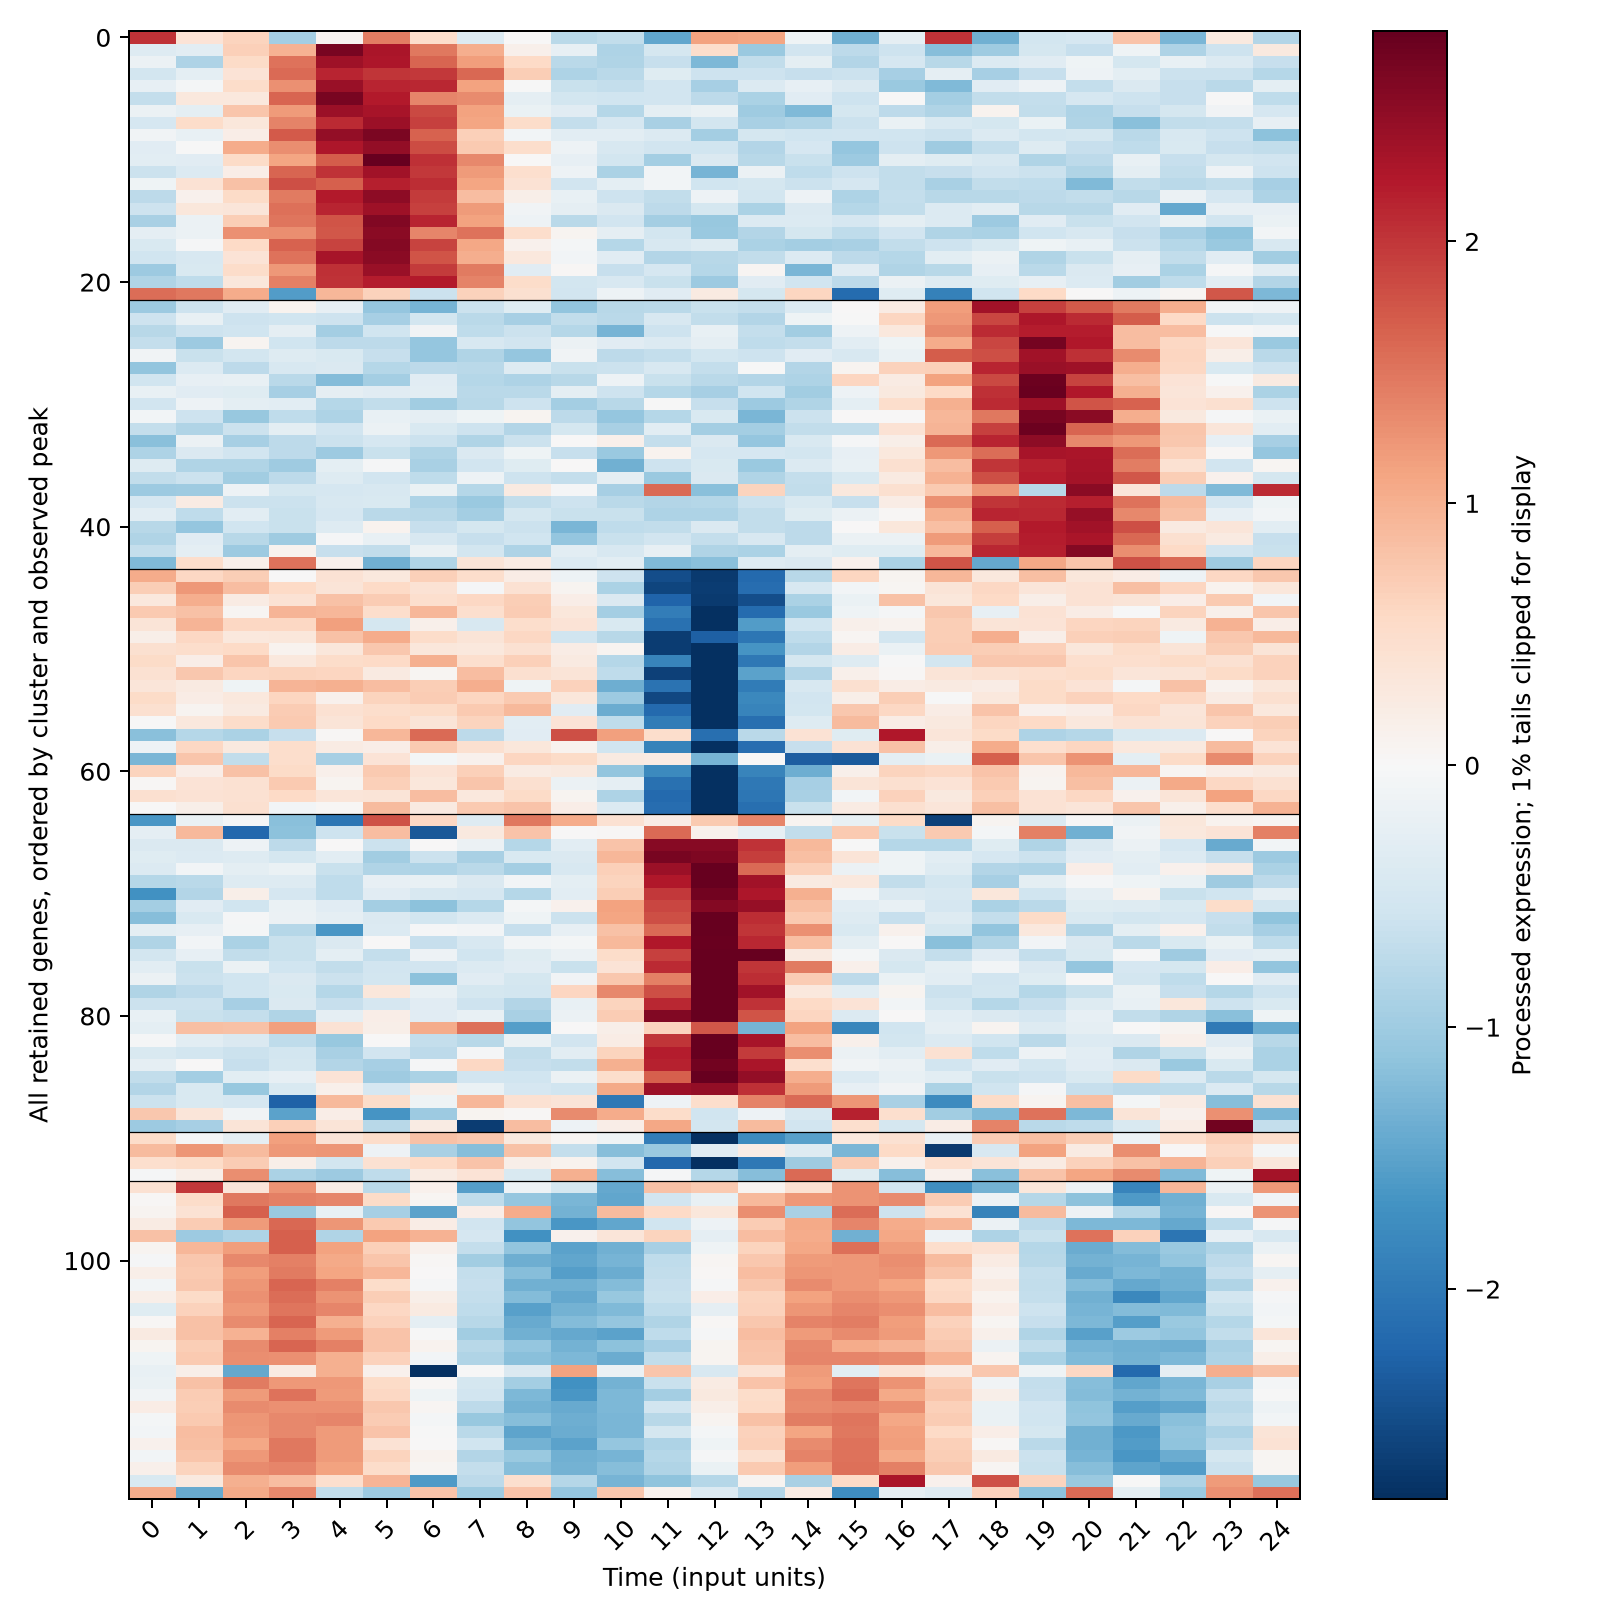 0
20
40
60
80
100
All retained genes, ordered by cluster and observed peak
0 1 2 3 4 5 6 7 8 9 10 11 12 13 14 15 16 17 18 19 20 21 22 23 24
Time (input units)
2
1
0
−1
−2
Processed expression; 1% tails clipped for display